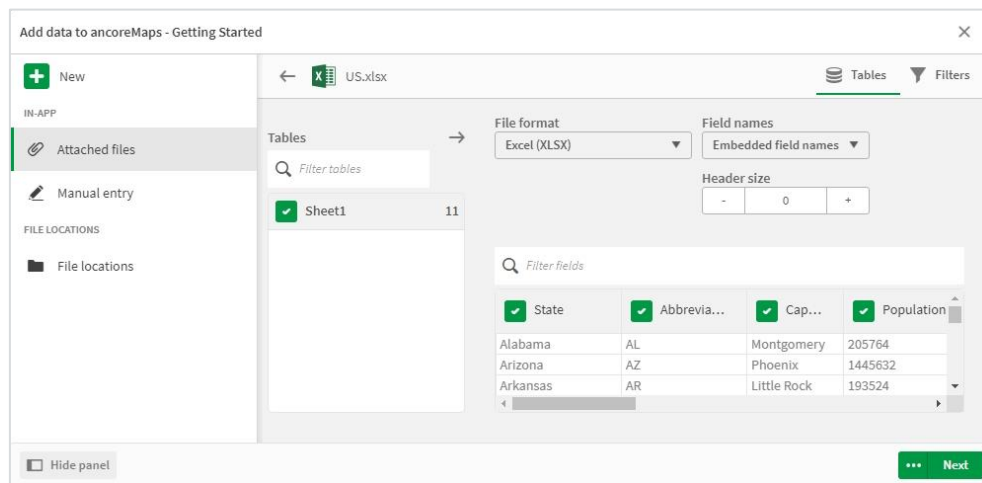 Add data to ancoreMaps - Getting Started
New
US.xlsx
Tables
Filters
IN-APP
Attached files
Manual entry
FILE LOCATIONS
File locations
Tables
Filter tables
Sheet1 11
File format
Excel (XLSX)
Field names
Embedded field names
Header size
- 0 +
Filter fields
State Abbrevia... Cap... Population
Alabama AL Montgomery 205764
Arizona AZ Phoenix 1445632
Arkansas AR Little Rock 193524
Hide panel
Next